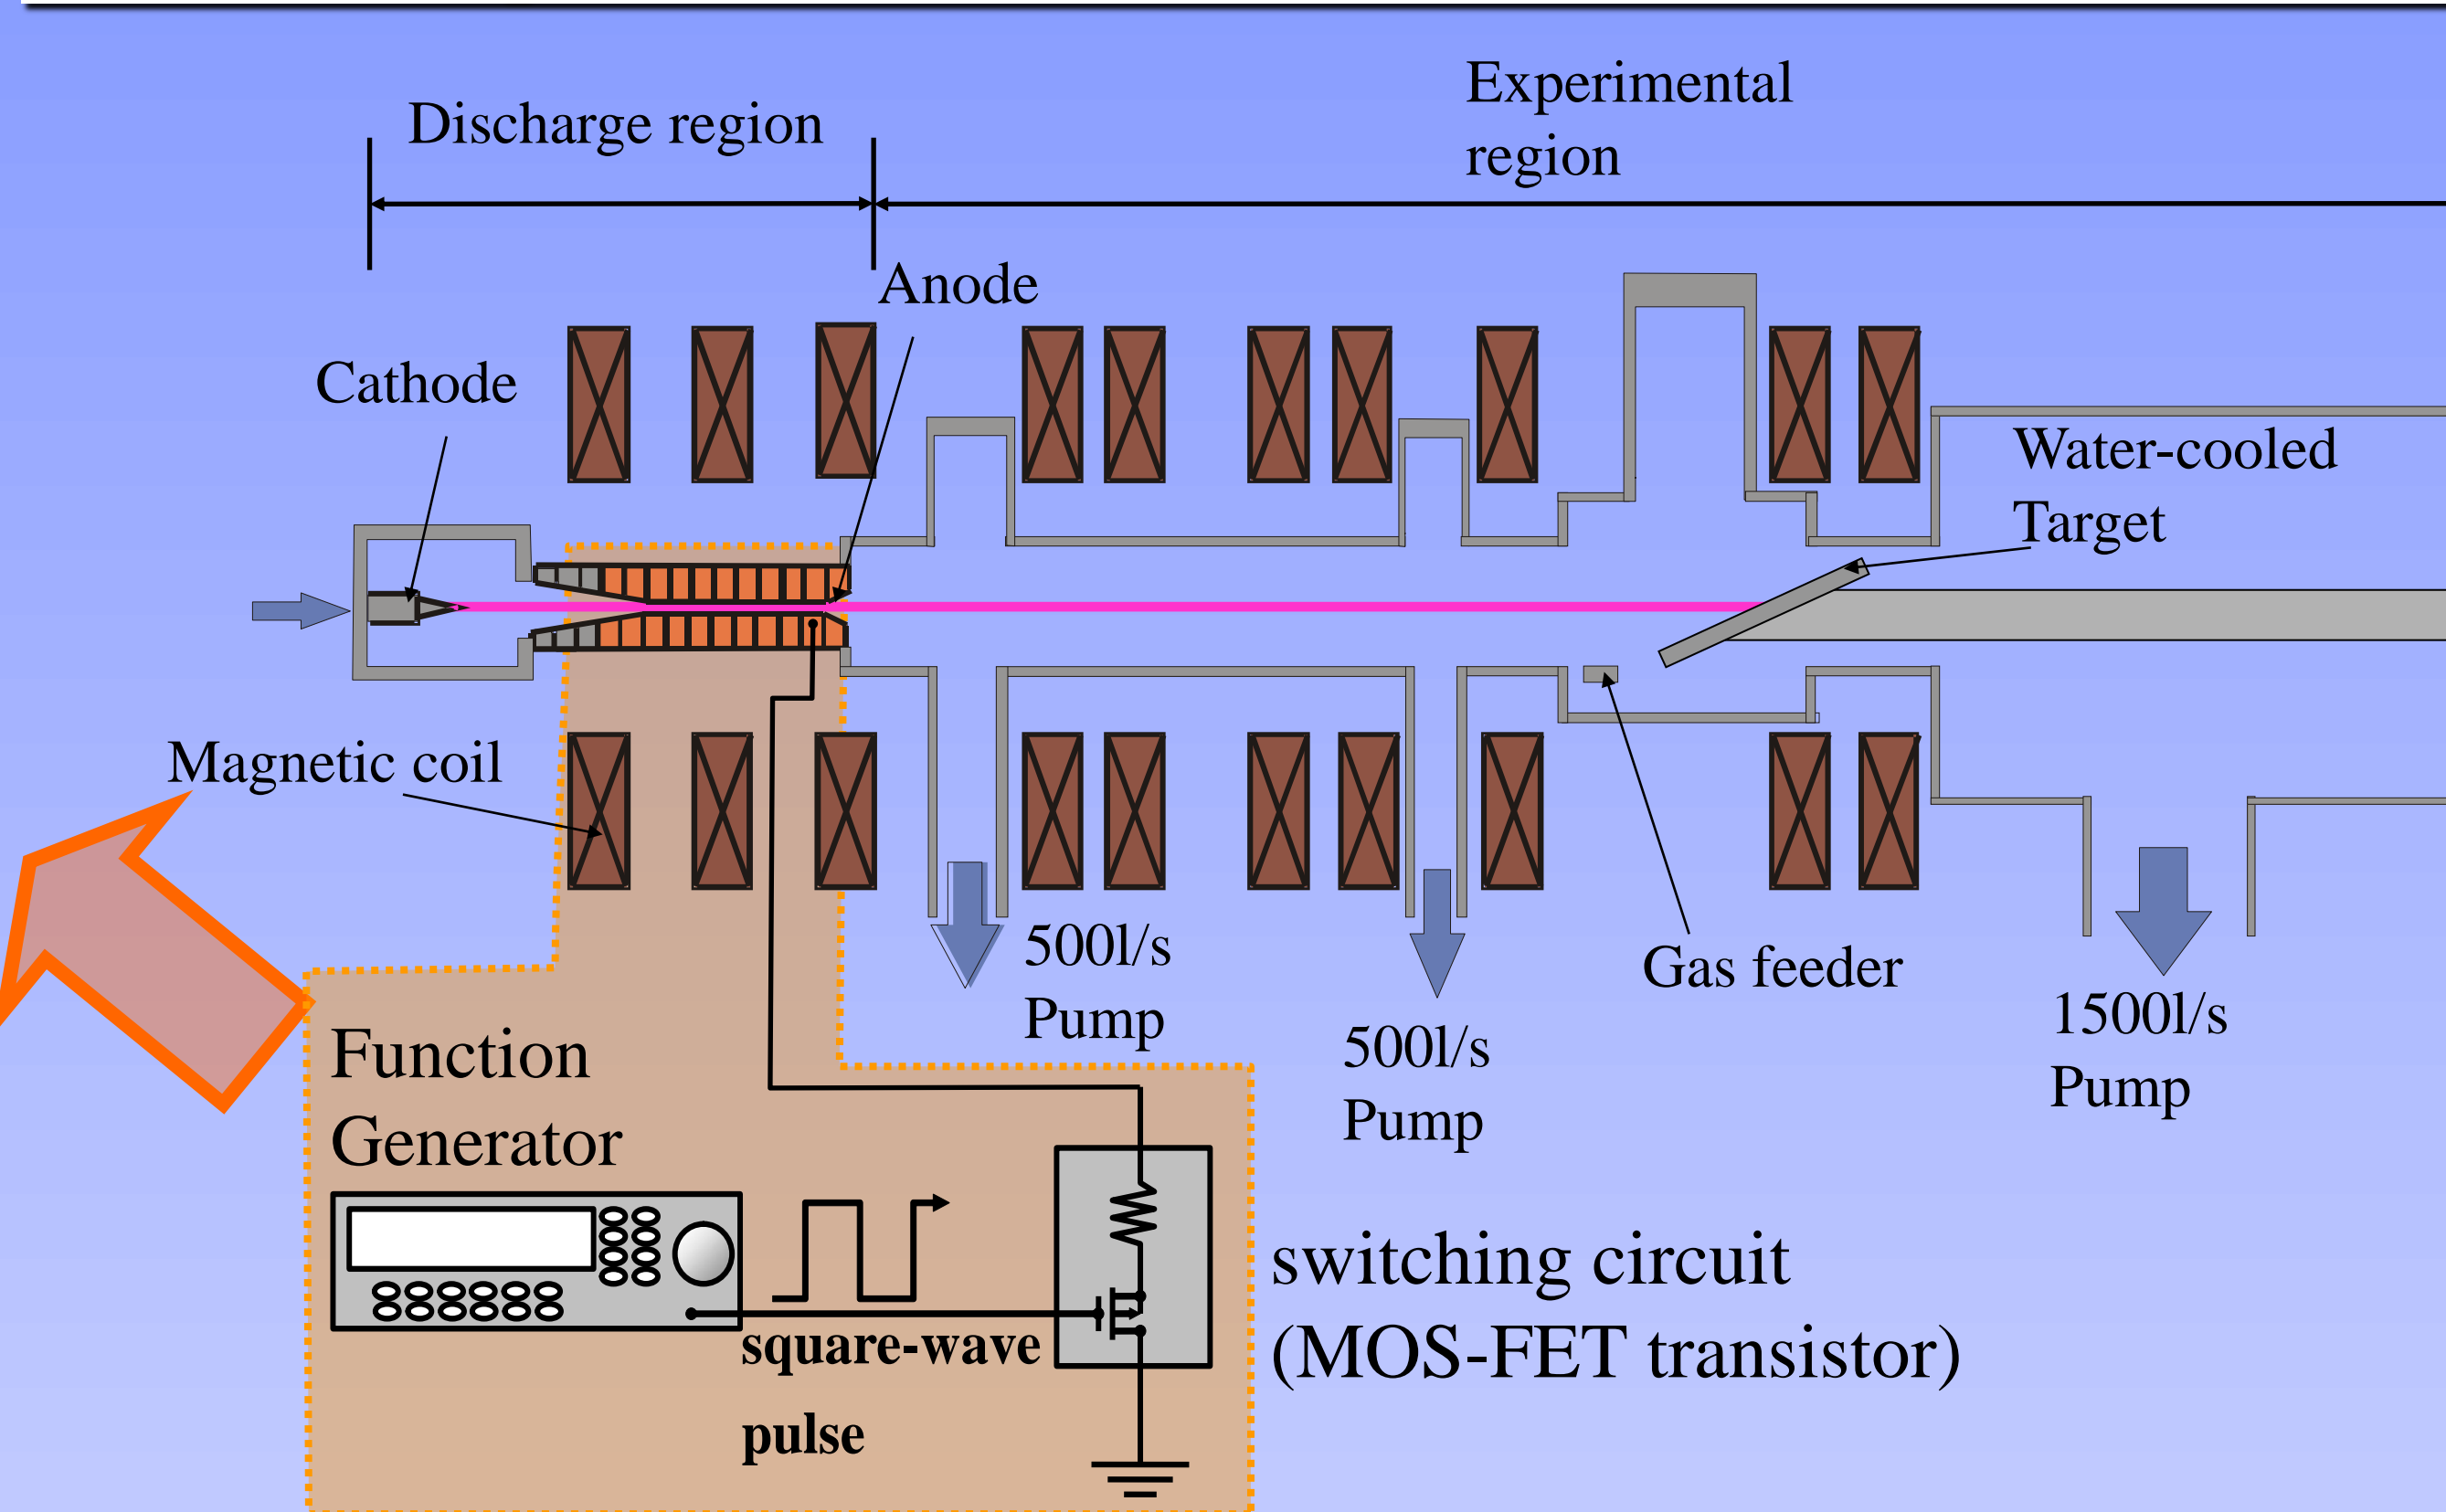 Discharge region
Experimental
region
Anode
Cathode
Water-cooled
Target
Magnetic coil
500l/s
Pump
500l/s
Pump
Gas feeder
1500l/s
Pump
Function
Generator
square-wave
pulse
switching circuit
(MOS-FET transistor)